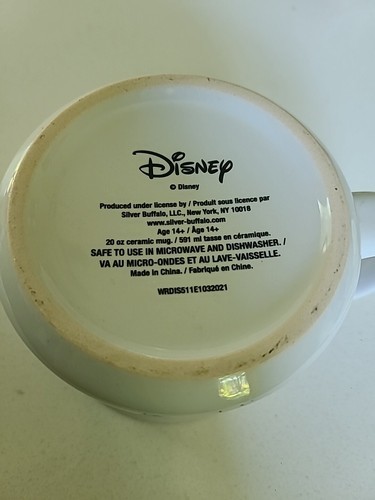 Disney
© Disney
Produced under license by / Produit sous licence par
Silver Buffalo, LLC., New York, NY 10018
www.silver-buffalo.com
Age 14+ / Âge 14+
20 oz ceramic mug. / 591 ml tasse en céramique.
SAFE TO USE IN MICROWAVE AND DISHWASHER. /
VA AU MICRO-ONDES ET AU LAVE-VAISSELLE.
Made in China. / Fabriqué en Chine.
WRDIS511E1032021